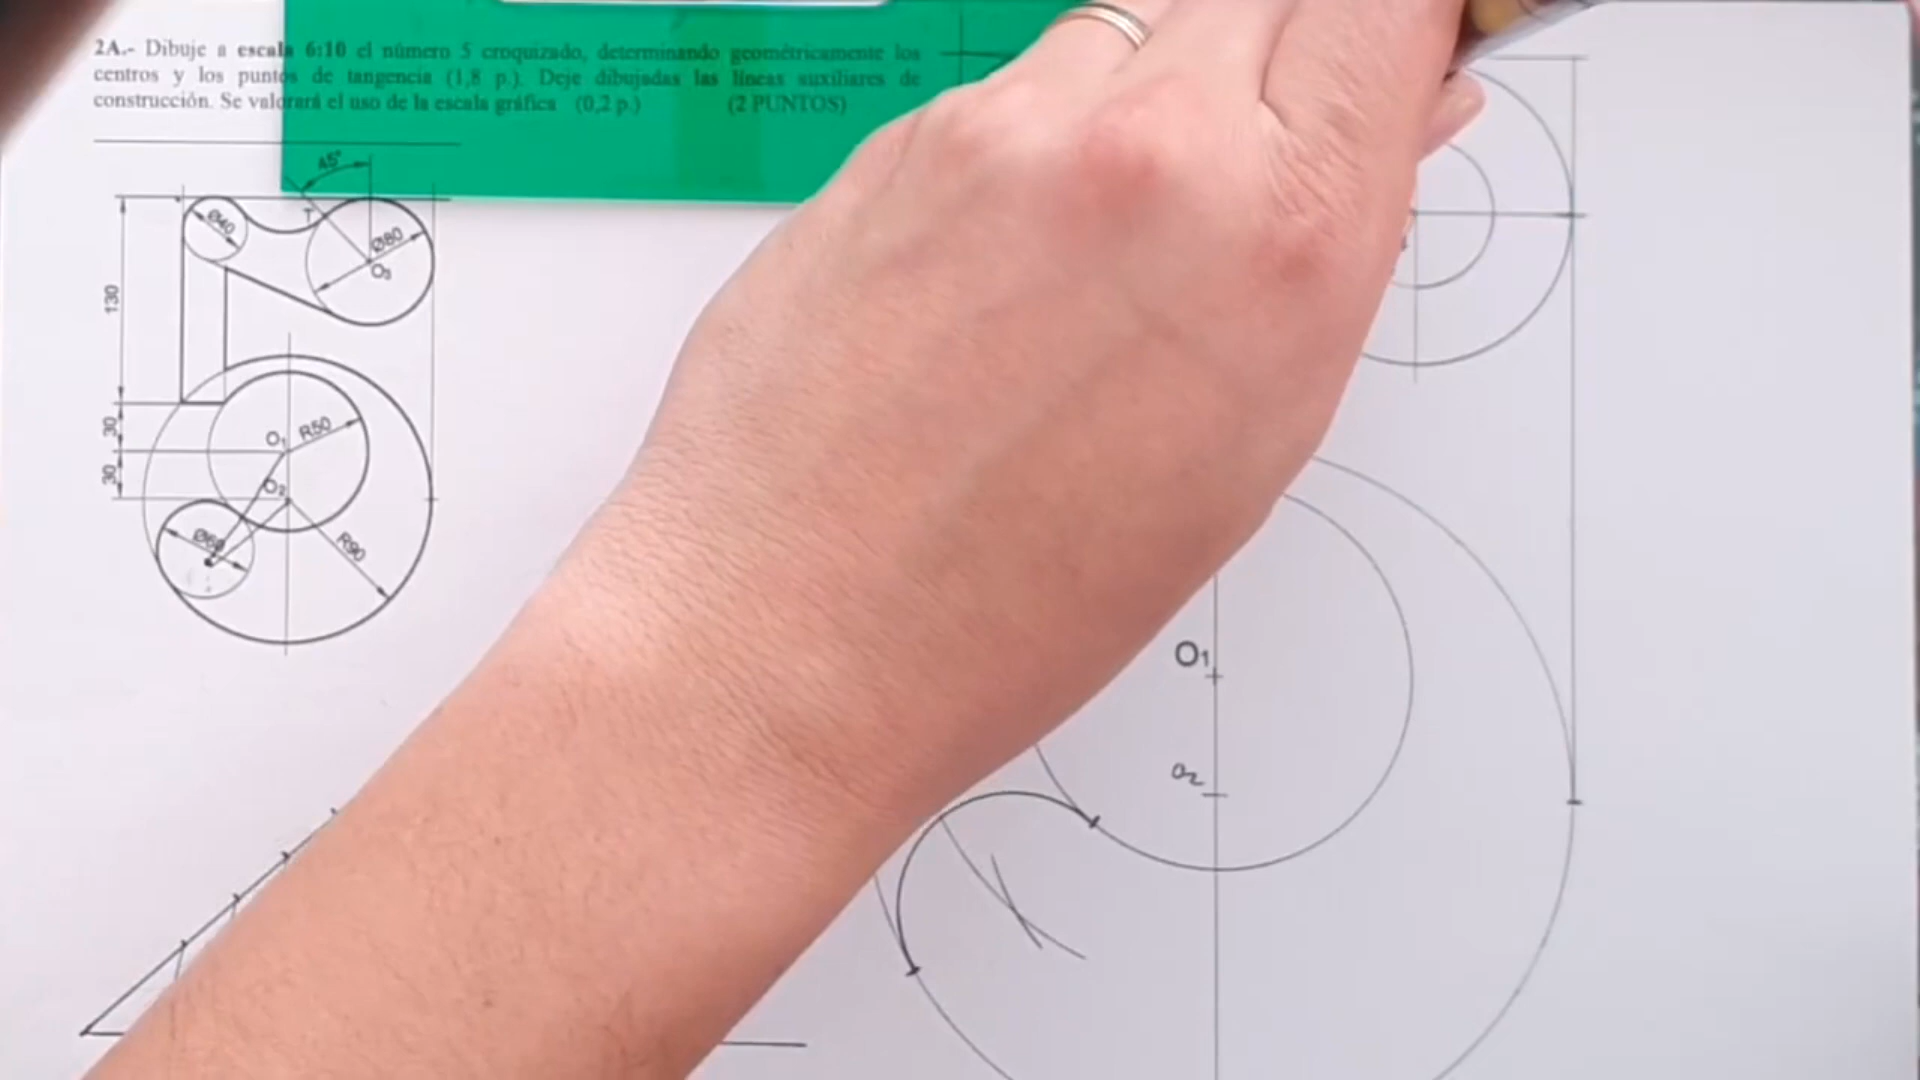 2A.- Dibuje a escala 6:10 el número 5 croquizado, determinando geométricamente los
centros y los puntos de tangencia (1,8 p.). Deje dibujadas las líneas auxiliares de
construcción. Se valorará el uso de la escala gráfica (0,2 p.) (2 PUNTOS)
45°
T
Ø40
Ø80
O3
130
30
O1
R50
30
O2
Ø60
R90
O1
O2